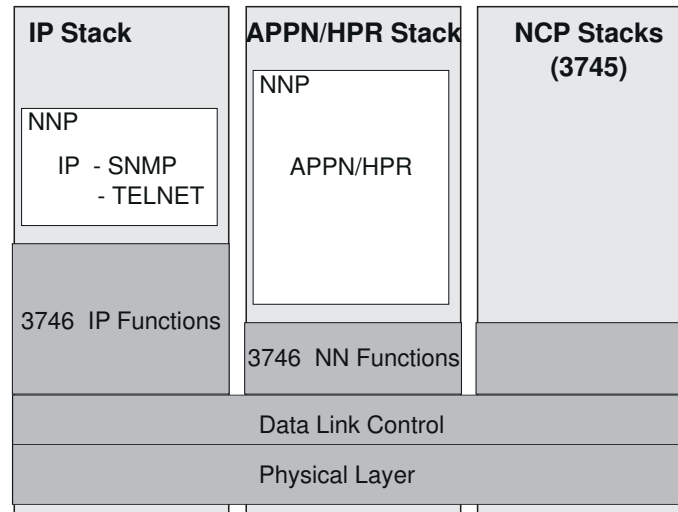 IP Stack
NNP
IP - SNMP
- TELNET
3746 IP Functions
APPN/HPR Stack
NNP
APPN/HPR
3746 NN Functions
NCP Stacks
(3745)
Data Link Control
Physical Layer